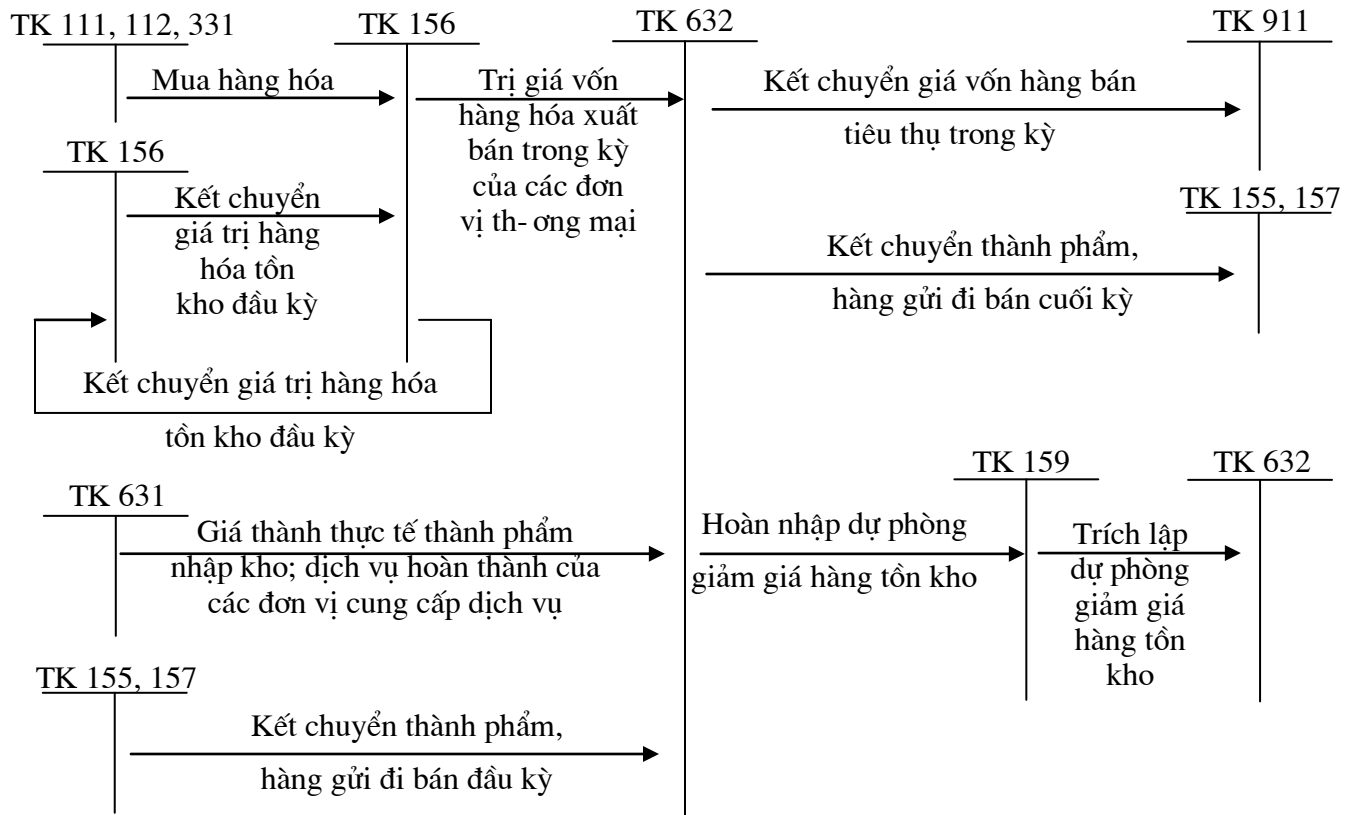 TK 111, 112, 331
TK 156
TK 632
TK 911
Mua hàng hóa
Trị giá vốn
hàng hóa xuất
bán trong kỳ
của các đơn
vị th- ơng mại
Kết chuyển giá vốn hàng bán
tiêu thụ trong kỳ
TK 156
Kết chuyển
giá trị hàng
hóa tồn
kho đầu kỳ
TK 155, 157
Kết chuyển thành phẩm,
hàng gửi đi bán cuối kỳ
Kết chuyển giá trị hàng hóa
tồn kho đầu kỳ
TK 631
Giá thành thực tế thành phẩm
nhập kho; dịch vụ hoàn thành của
các đơn vị cung cấp dịch vụ
TK 159
TK 632
Hoàn nhập dự phòng
giảm giá hàng tồn kho
Trích lập
dự phòng
giảm giá
hàng tồn
kho
TK 155, 157
Kết chuyển thành phẩm,
hàng gửi đi bán đầu kỳ